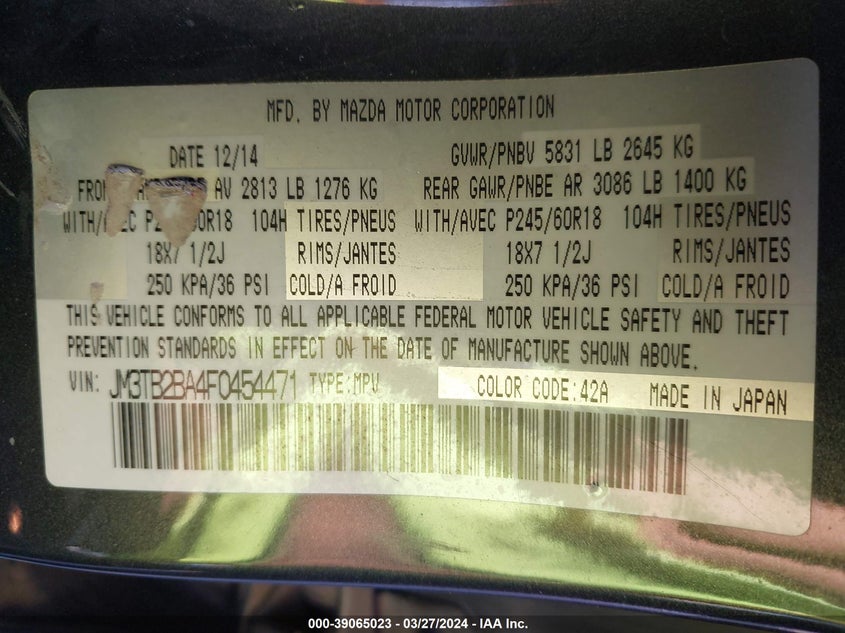 MFD. BY MAZDA MOTOR CORPORATION
DATE 12/14 GVWR/PNBV 5831 LB 2645 KG
AV 2813 LB 1276 KG REAR GAWR/PNBE AR 3086 LB 1400 KG
104H TIRES/PNEUS WITH/AVEC P245/60R18 104H TIRES/PNEUS
18X7 1/2J RIMS/JANTES 18X7 1/2J RIMS/JANTES
250 KPA/36 PSI COLD/A FROID 250 KPA/36 PSI COLD/A FROID
THIS VEHICLE CONFORMS TO ALL APPLICABLE FEDERAL MOTOR VEHICLE SAFETY AND THEFT
PREVENTION STANDARDS IN EFFECT ON THE DATE OF MANUFACTURE SHOWN ABOVE.
VIN: JM3TB2BA4F0454471 TYPE:MPV COLOR CODE:42A MADE IN JAPAN
000-39065023 — 03/27/2024 — IAA Inc.